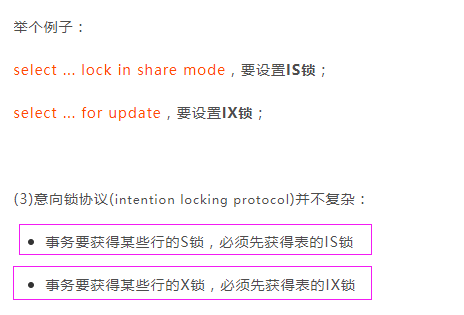 举个例子：
select ... lock in share mode，要设置IS锁；
select ... for update，要设置IX锁；
(3)意向锁协议(intention locking protocol)并不复杂：
事务要获得某些行的S锁，必须先获得表的IS锁
事务要获得某些行的X锁，必须先获得表的IX锁